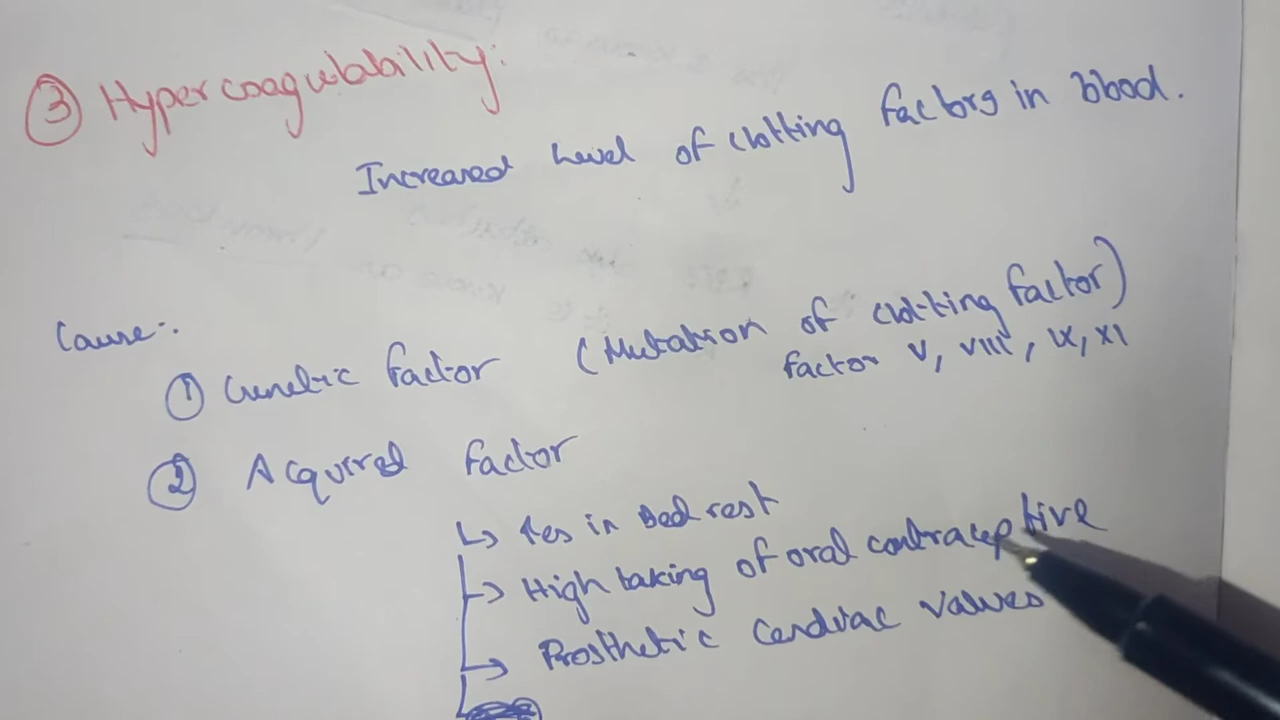 ③ Hypercoagulability:
Increased level of clotting factors in blood.
Cause:-
① Genetic factor (Mutation of clotting factor)
factor V, VIII, IX, XI
② Acquired factor
↳ in Bed rest
→ High taking of oral contraceptive
→ Prosthetic Cardiac valves